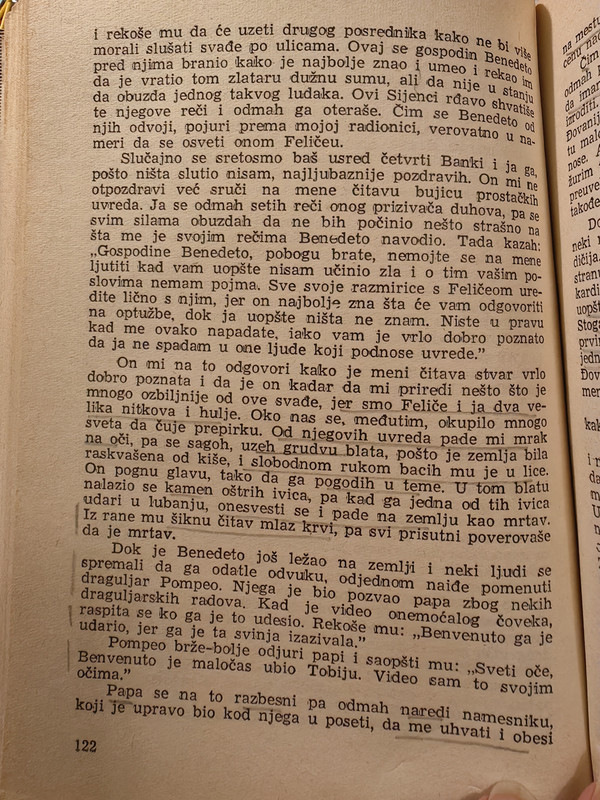 i rekoše mu da će uzeti drugog posrednika kako ne bi više
morali slušati svađe po ulicama. Ovaj se gospodin Benedeto
pred njima branio kako je najbolje znao i umeo i rekao im
da je vratio tom zlataru dužnu sumu, ali da nije u stanju
da obuzda jednog takvog luđaka. Ovi Sijenci rđavo shvatiše
te njegove reči i odmah ga oteraše. Čim se Benedeto od
njih odvoji, pojuri prema mojoj radionici, verovatno u na-
meri da se osveti onom Feličeu.
Slučajno se sretosmo baš usred četvrti Banki i ja ga,
pošto ništa slutio nisam, najljubaznije pozdravih. On mi ne
otpozdravi već sruči na mene čitavu bujicu prostačkih
uvreda. Ja se odmah setih reči onog prizivača duhova, pa se
svim silama obuzdah da ne bih počinio nešto strašno na
šta me je svojim rečima Benedeto navodio. Tada kazah:
„Gospodine Benedeto, pobogu brate, nemojte se na mene
ljutiti kad vam uopšte nisam učinio zla i o tim vašim po-
slovima nemam pojma. Sve svoje razmirice s Feličeom ure-
dite lično s njim, jer on najbolje zna šta će vam odgovoriti
na optužbe, dok ja uopšte ništa ne znam. Niste u pravu
kad me ovako napadate, iako vam je vrlo dobro poznato
da ja ne spadam u one ljude koji podnose uvrede.”
On mi na to odgovori kako je meni čitava stvar vrlo
dobro poznata i da je on kadar da mi priredi nešto što je
mnogo ozbiljnije od ove svađe, jer smo Feliče i ja dva ve-
lika nitkova i hulje. Oko nas se, međutim, okupilo mnogo
sveta da čuje prepirku. Od njegovih uvreda pade mi mrak
na oči, pa se sagoh, uzeh grudvu blata, pošto je zemlja bila
raskvašena od kiše, i slobodnom rukom bacih mu je u lice.
On pognu glavu, tako da ga pogodih u teme. U tom blatu
nalazio se kamen oštrih ivica, pa kad ga jedna od tih ivica
udari u lubanju, onesvesti se i pade na zemlju kao mrtav.
Iz rane mu šiknu čitav mlaz krvi, pa svi prisutni poverovaše
da je mrtav.
Dok je Benedeto još ležao na zemlji i neki ljudi se
spremali da ga odatle odvuku, odjednom naiđe pomenuti
draguljar Pompeo. Njega je bio pozvao papa zbog nekih
draguljarskih radova. Kad je video onemoćalog čoveka,
raspita se ko ga je to udesio. Rekoše mu: „Benvenuto ga je
udario, jer ga je ta svinja izazivala.”
Pompeo brže-bolje odjuri papi i saopšti mu: „Sveti oče,
Benvenuto je maločas ubio Tobiju. Video sam to svojim
očima.”
Papa se na to razbesni pa odmah naredi namesniku,
koji je upravo bio kod njega u poseti, da me uhvati i obesi
122